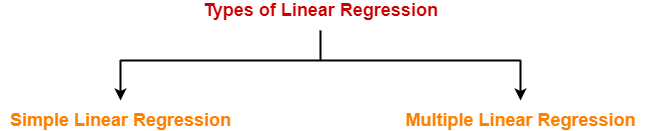 Types of Linear Regression
Simple Linear Regression
Multiple Linear Regression